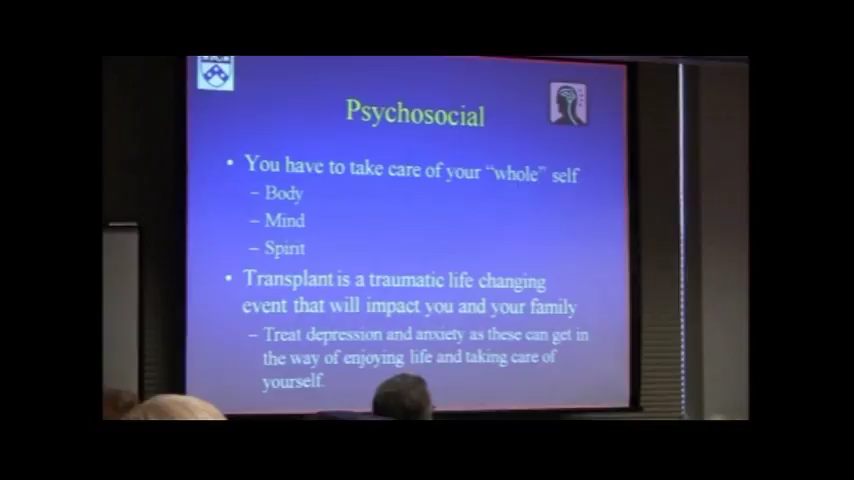 Psychosocial
• You have to take care of your “whole” self
– Body
– Mind
– Spirit
• Transplant is a traumatic life changing
event that will impact you and your family
– Treat depression and anxiety as these can get in
the way of enjoying life and taking care of
yourself.